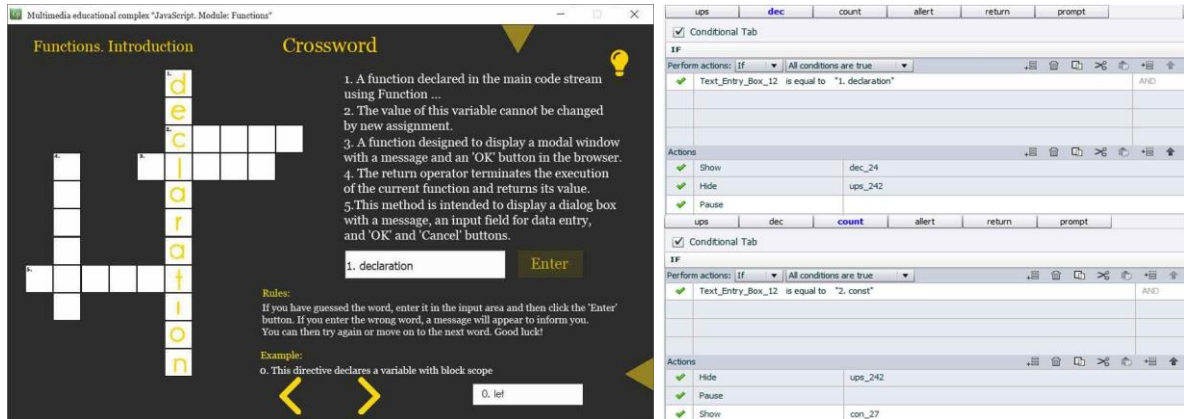 Multimedia educational complex "JavaScript. Module: Functions"
Functions. Introduction
Crossword
1. A function declared in the main code stream
using Function ...
2. The value of this variable cannot be changed
by new assignment.
3. A function designed to display a modal window
with a message and an 'OK' button in the browser.
4. The return operator terminates the execution
of the current function and returns its value.
5.This method is intended to display a dialog box
with a message, an input field for data entry,
and 'OK' and 'Cancel' buttons.
1.
d
e
2.
c
4.
3.
l
a
r
a
5.
t
i
o
n
1. declaration
Enter
Rules:
If you have guessed the word, enter it in the input area and then click the 'Enter'
button. If you enter the wrong word, a message will appear to inform you.
You can then try again or move on to the next word. Good luck!
Example:
0. This directive declares a variable with block scope
0. let
ups dec count allert return prompt
Conditional Tab
IF
Perform actions: If All conditions are true
Text_Entry_Box_12 is equal to "1. declaration" AND
Actions
Show dec_24
Hide ups_242
Pause
ups dec count allert return prompt
Conditional Tab
IF
Perform actions: If All conditions are true
Text_Entry_Box_12 is equal to "2. const" AND
Actions
Hide ups_242
Pause
Show con_27